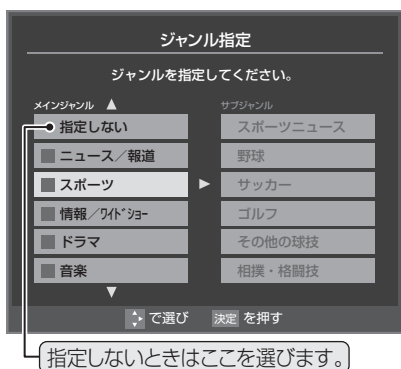 ジャンル指定
ジャンルを指定してください。
メインジャンル ▲
サブジャンル
指定しない
スポーツニュース
ニュース／報道
野球
スポーツ ▶
サッカー
情報／ワイドショー
ゴルフ
ドラマ
その他の球技
音楽
相撲・格闘技
▼
で選び 決定 を押す
指定しないときはここを選びます。